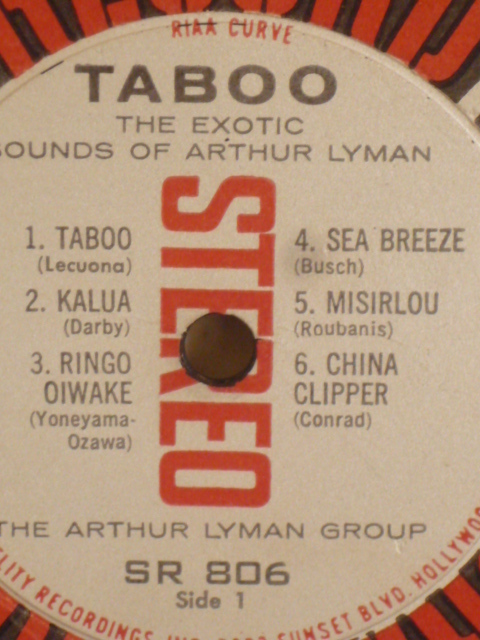 RIAA CURVE
TABOO
THE EXOTIC
SOUNDS OF ARTHUR LYMAN
STEREO
1. TABOO
(Lecuona)
2. KALUA
(Darby)
3. RINGO
OIWAKE
(Yoneyama-
Ozawa)
4. SEA BREEZE
(Busch)
5. MISIRLOU
(Roubanis)
6. CHINA
CLIPPER
(Conrad)
THE ARTHUR LYMAN GROUP
SR 806
Side 1
RECORDINGS, INC. SUNSET BLVD. HOLLYWO